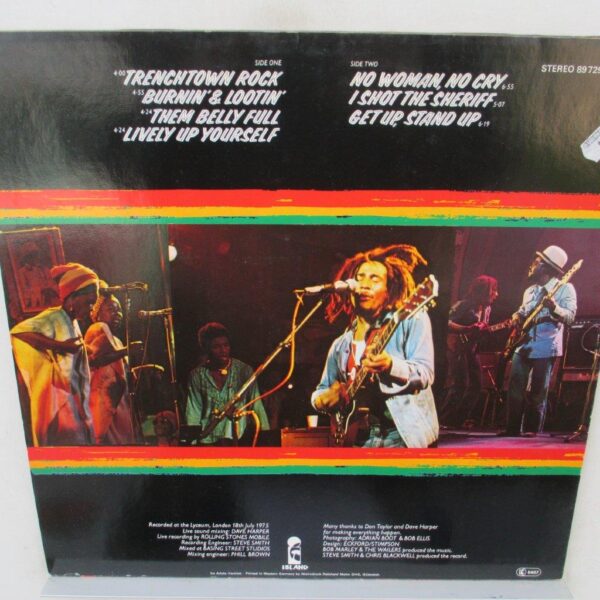 SIDE ONE
4·00 TRENCHTOWN ROCK
4·55 BURNIN' & LOOTIN'
4·24 THEM BELLY FULL
4·24 LIVELY UP YOURSELF
SIDE TWO
NO WOMAN, NO CRY 6·55
I SHOT THE SHERIFF 5·07
GET UP, STAND UP 6·19
STEREO 89 729
Recorded at the Lyceum, London 18th July 1975
Live sound mixing: DAVE HARPER
Live recording by ROLLING STONES MOBILE
Recording Engineer: STEVE SMITH
Mixed at BASING STREET STUDIOS
Mixing engineer: PHILL BROWN
ISLAND
Many thanks to Don Taylor and Dave Harper
for making everything happen.
Photography: ADRIAN BOOT & BOB ELLIS
Design: ECKFORD/STIMPSON
BOB MARLEY & THE WAILERS produced the music.
STEVE SMITH & CHRIS BLACKWELL produced the record.